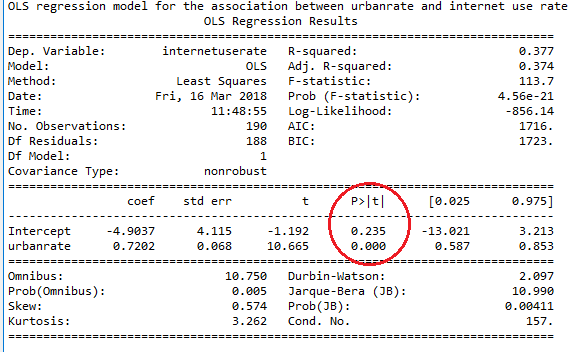 OLS regression model for the association between urbanrate and internet use rate
OLS Regression Results
==============================================================================
Dep. Variable: internetuserate R-squared: 0.377
Model: OLS Adj. R-squared: 0.374
Method: Least Squares F-statistic: 113.7
Date: Fri, 16 Mar 2018 Prob (F-statistic): 4.56e-21
Time: 11:48:55 Log-Likelihood: -856.14
No. Observations: 190 AIC: 1716.
Df Residuals: 188 BIC: 1723.
Df Model: 1
Covariance Type: nonrobust
==============================================================================
coef std err t P>|t| [0.025 0.975]
------------------------------------------------------------------------------
Intercept -4.9037 4.115 -1.192 0.235 -13.021 3.213
urbanrate 0.7202 0.068 10.665 0.000 0.587 0.853
==============================================================================
Omnibus: 10.750 Durbin-Watson: 2.097
Prob(Omnibus): 0.005 Jarque-Bera (JB): 10.990
Skew: 0.574 Prob(JB): 0.00411
Kurtosis: 3.262 Cond. No. 157.
==============================================================================